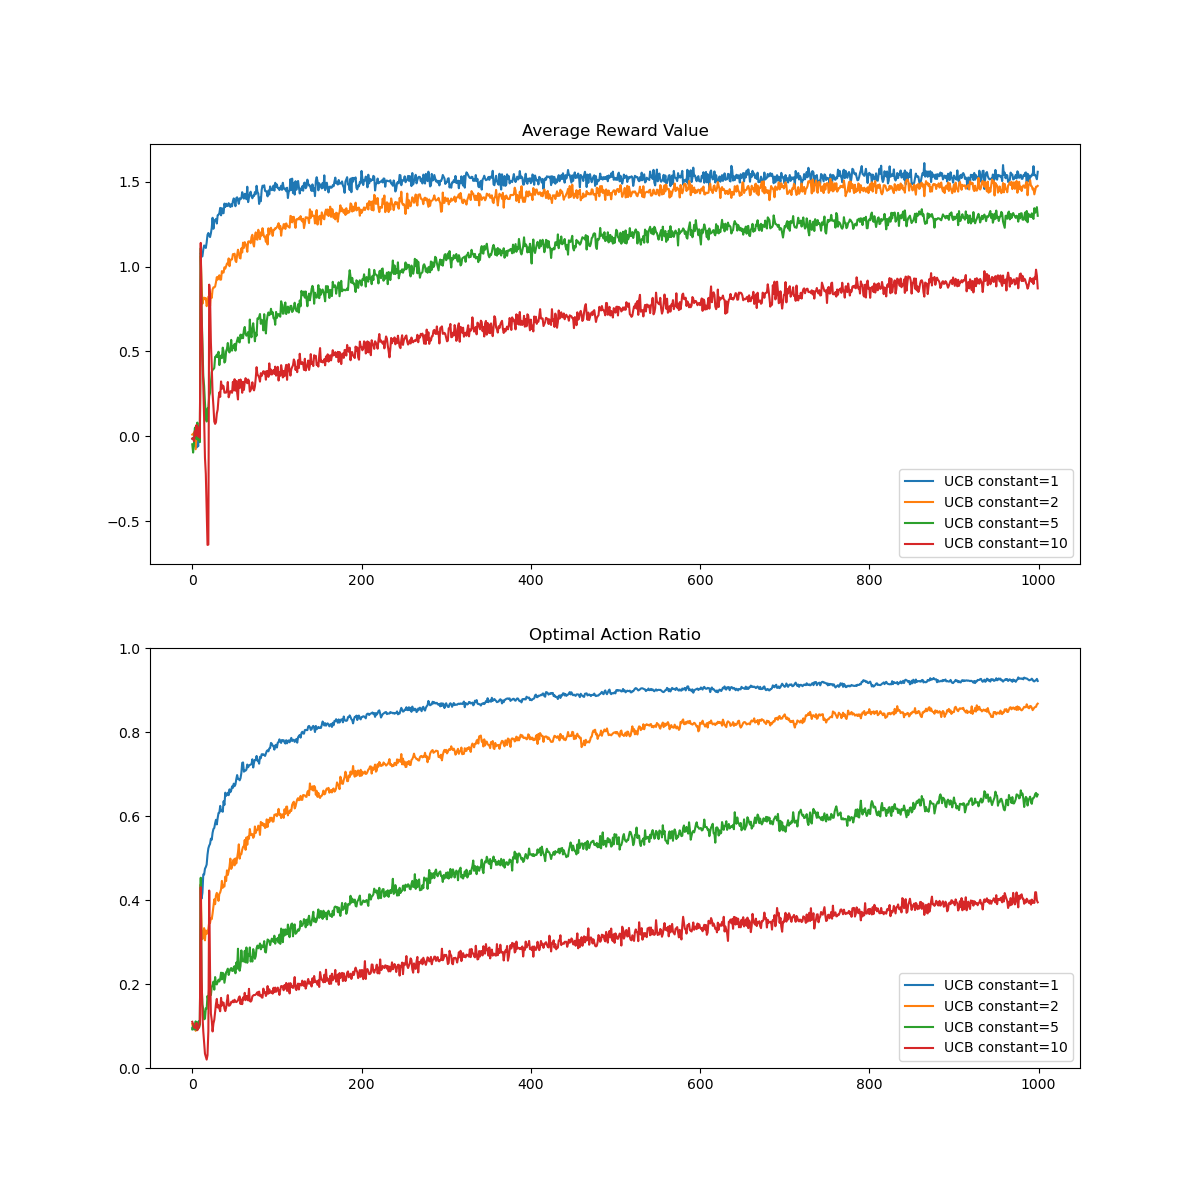 Average Reward Value
1.5
1.0
0.5
0.0
−0.5
0 200 400 600 800 1000
UCB constant=1
UCB constant=2
UCB constant=5
UCB constant=10
Optimal Action Ratio
1.0
0.8
0.6
0.4
0.2
0.0
0 200 400 600 800 1000
UCB constant=1
UCB constant=2
UCB constant=5
UCB constant=10